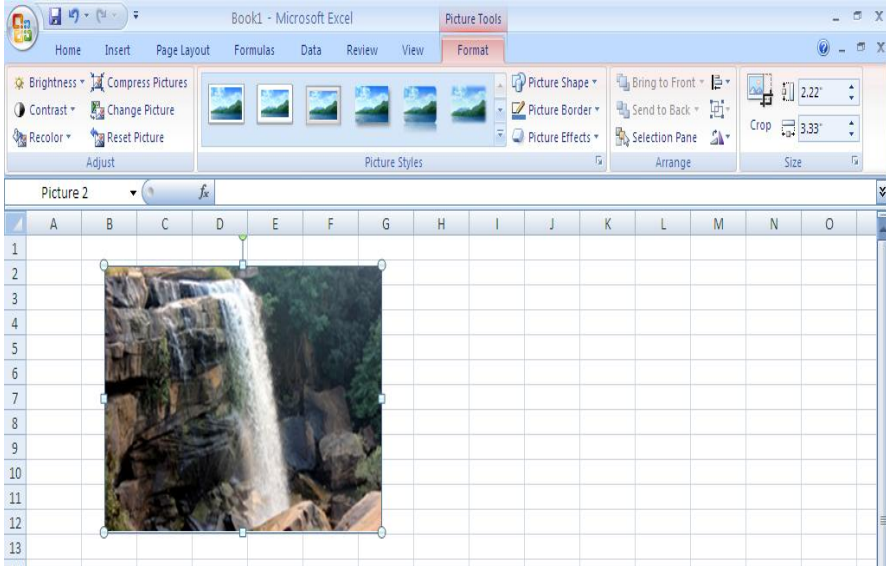 Book1 - Microsoft Excel Picture Tools
Home Insert Page Layout Formulas Data Review View Format
Brightness Compress Pictures Picture Shape Bring to Front 2.22"
Contrast Change Picture Picture Border Send to Back
Recolor Reset Picture Picture Effects Selection Pane Crop 3.33"
Adjust Picture Styles Arrange Size
Picture 2 fx
A B C D E F G H I J K L M N O
1
2
3
4
5
6
7
8
9
10
11
12
13